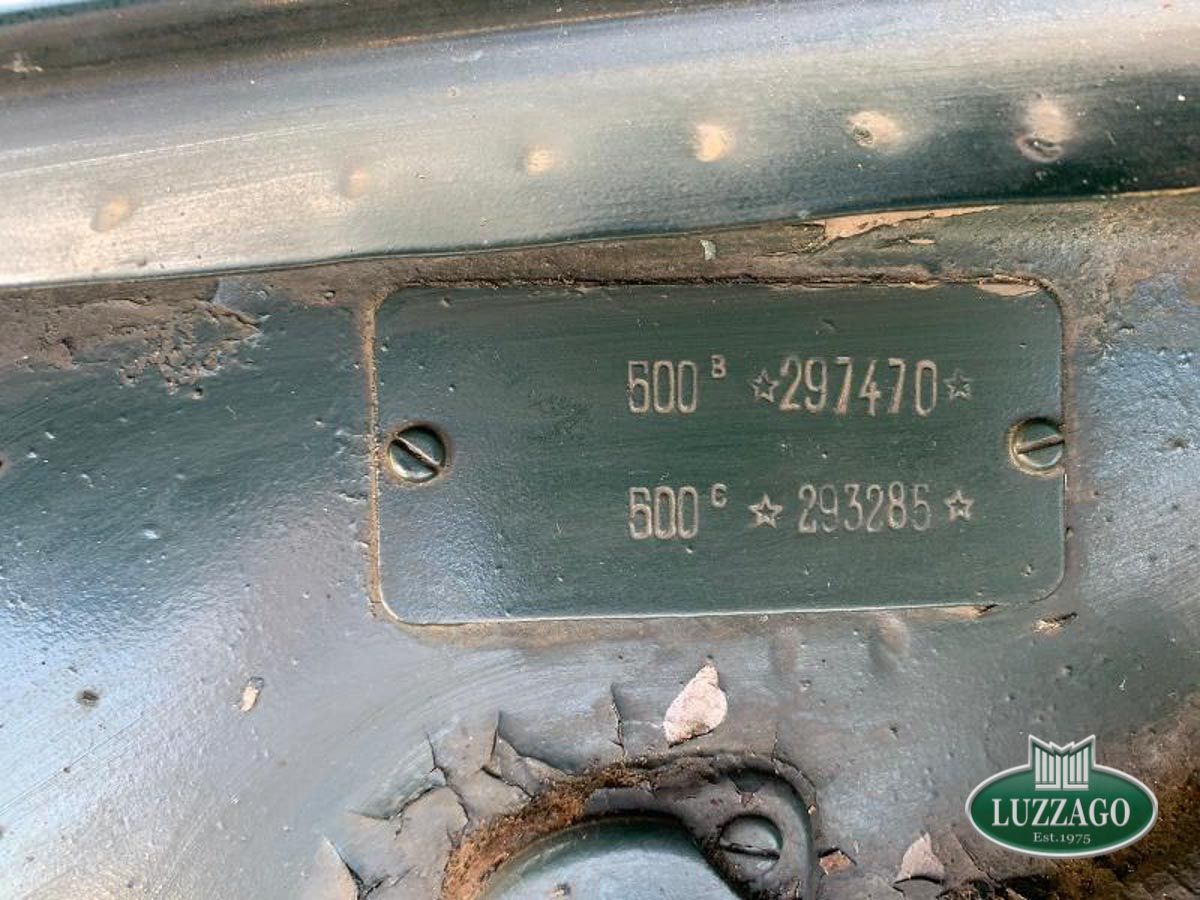 500 B ☆297470☆
500 C ☆ 293285☆
LUZZAGO
Est.1975